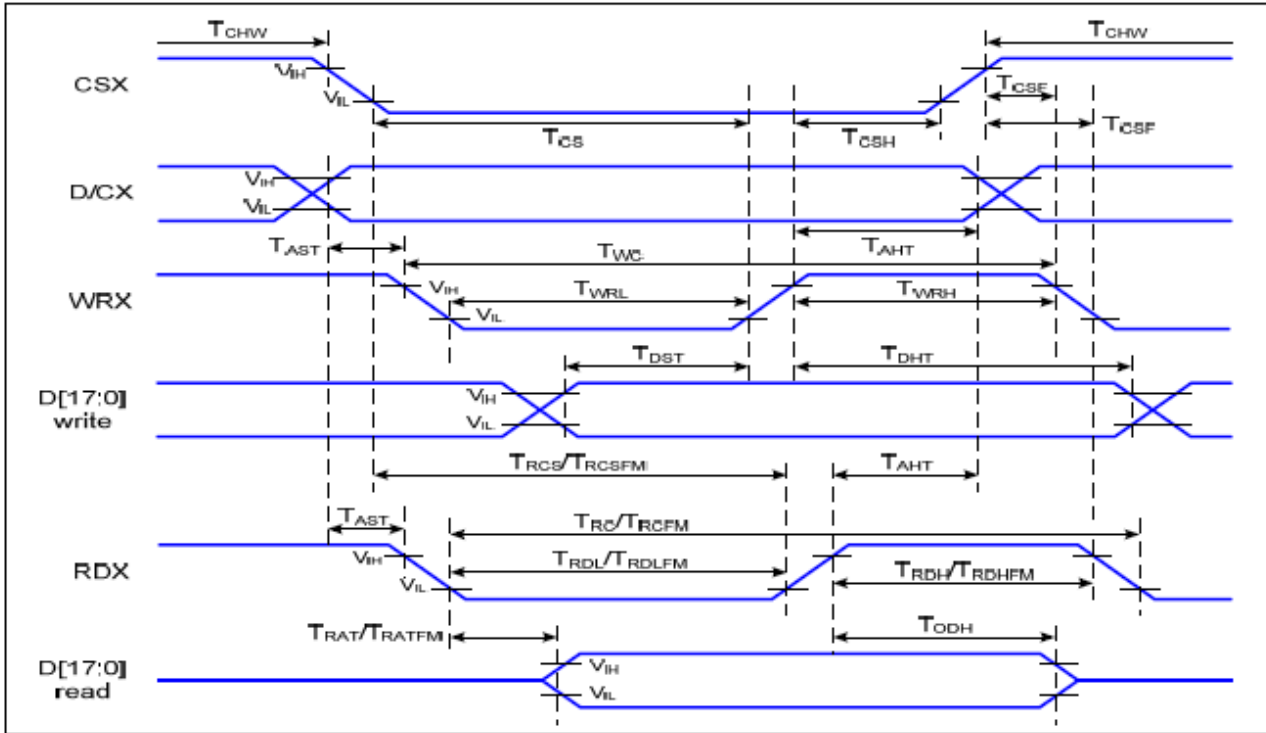 TCHW TCHW
VIH
CSX
VIL
TCSF
TCS TCSH TCSF
VIH
D/CX
VIL
TAST TWC TAHT
VIH
WRX TWRL TWRH
VIL
TDST TDHT
D[17:0] VIH
write VIL
TRCS/TRCSFM TAHT
TAST TRC/TRCFM
VIH
RDX TRDL/TRDLFM TRDH/TRDHFM
VIL
TRAT/TRATFM TODH
D[17:0] VIH
read VIL